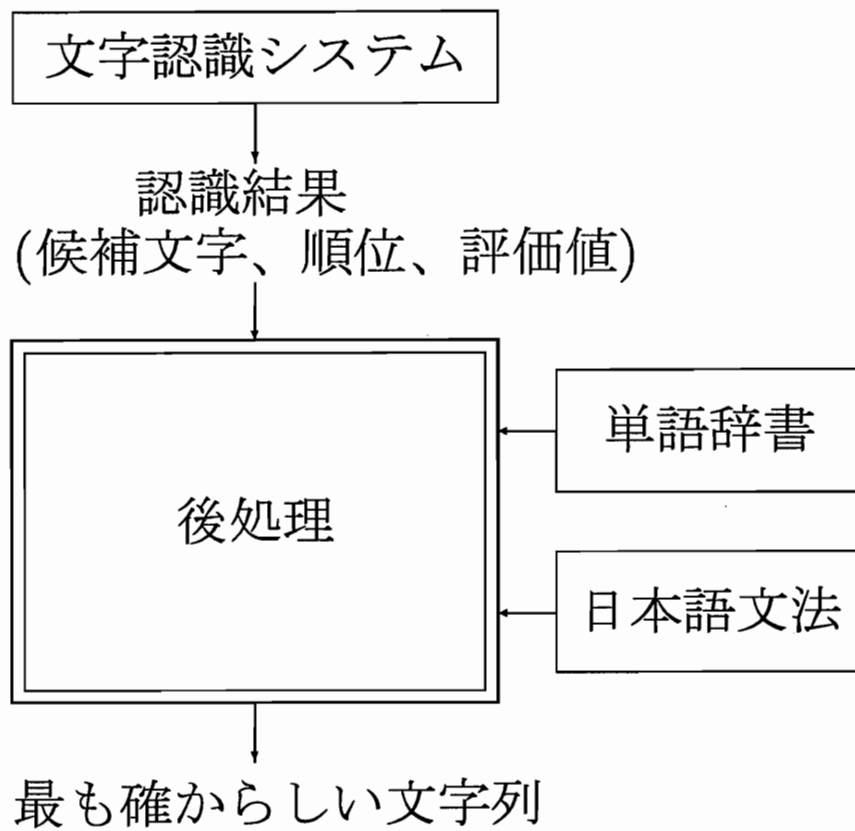 文字認識システム
認識結果
(候補文字、順位、評価値)
単語辞書
後処理
日本語文法
最も確からしい文字列